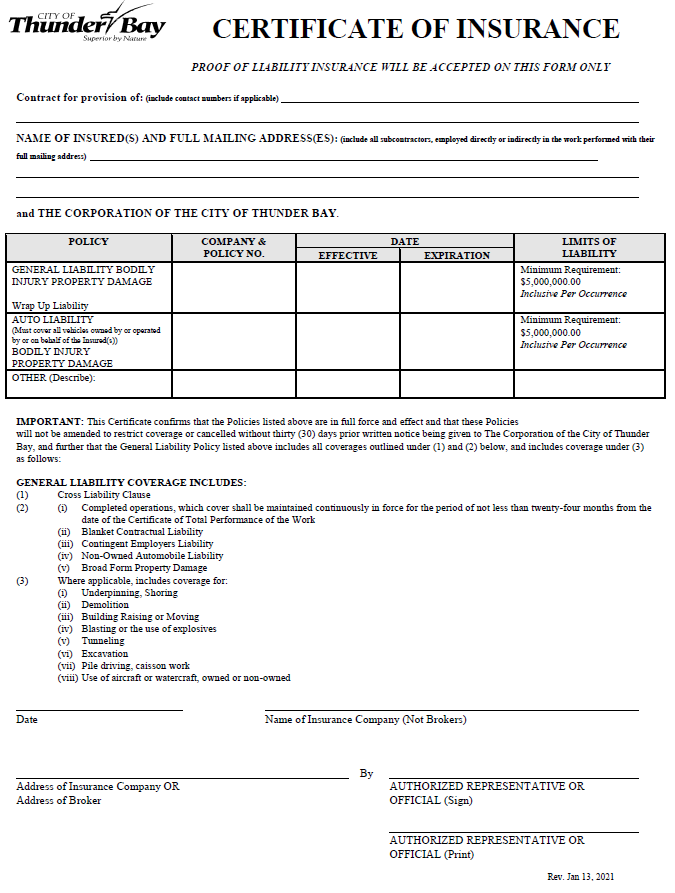 CITY OF
Thunder Bay
Superior by Nature
CERTIFICATE OF INSURANCE
PROOF OF LIABILITY INSURANCE WILL BE ACCEPTED ON THIS FORM ONLY
Contract for provision of: (include contact numbers if applicable)
NAME OF INSURED(S) AND FULL MAILING ADDRESS(ES): (include all subcontractors, employed directly or indirectly in the work performed with their
full mailing address)
and THE CORPORATION OF THE CITY OF THUNDER BAY.
POLICY
COMPANY &
POLICY NO.
DATE
EFFECTIVE
EXPIRATION
LIMITS OF
LIABILITY
GENERAL LIABILITY BODILY
INJURY PROPERTY DAMAGE
Wrap Up Liability
Minimum Requirement:
$5,000,000.00
Inclusive Per Occurrence
AUTO LIABILITY
(Must cover all vehicles owned by or operated
by or on behalf of the Insured(s))
BODILY INJURY
PROPERTY DAMAGE
Minimum Requirement:
$5,000,000.00
Inclusive Per Occurrence
OTHER (Describe):
IMPORTANT: This Certificate confirms that the Policies listed above are in full force and effect and that these Policies
will not be amended to restrict coverage or cancelled without thirty (30) days prior written notice being given to The Corporation of the City of Thunder
Bay, and further that the General Liability Policy listed above includes all coverages outlined under (1) and (2) below, and includes coverage under (3)
as follows:
GENERAL LIABILITY COVERAGE INCLUDES:
(1) Cross Liability Clause
(2) (i) Completed operations, which cover shall be maintained continuously in force for the period of not less than twenty-four months from the
date of the Certificate of Total Performance of the Work
(ii) Blanket Contractual Liability
(iii) Contingent Employers Liability
(iv) Non-Owned Automobile Liability
(v) Broad Form Property Damage
(3) Where applicable, includes coverage for:
(i) Underpinning, Shoring
(ii) Demolition
(iii) Building Raising or Moving
(iv) Blasting or the use of explosives
(v) Tunneling
(vi) Excavation
(vii) Pile driving, caisson work
(viii) Use of aircraft or watercraft, owned or non-owned
Date
Name of Insurance Company (Not Brokers)
By
Address of Insurance Company OR
Address of Broker
AUTHORIZED REPRESENTATIVE OR
OFFICIAL (Sign)
AUTHORIZED REPRESENTATIVE OR
OFFICIAL (Print)
Rev. Jan 13, 2021